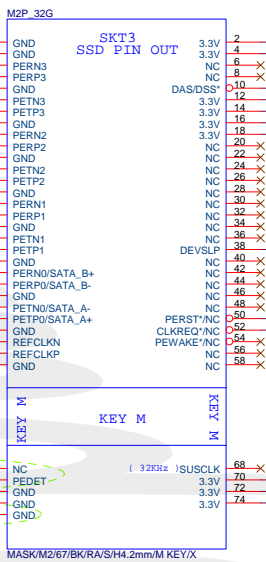 M2P_32G
SKT3
SSD PIN OUT
GND 3.3V 2
GND 3.3V 4
PERN3 NC 6
PERP3 NC 8
GND DAS/DSS* 10
PETN3 3.3V 12
PETP3 3.3V 14
GND 3.3V 16
PERN2 3.3V 18
PERP2 NC 20
GND NC 22
PETN2 NC 24
PETP2 NC 26
GND NC 28
PERN1 NC 30
PERP1 NC 32
GND NC 34
PETN1 NC 36
PETP1 DEVSLP 38
GND NC 40
PERN0/SATA_B+ NC 42
PERP0/SATA_B- NC 44
GND NC 46
PETN0/SATA_A- NC 48
PETP0/SATA_A+ PERST*/NC 50
GND CLKREQ*/NC 52
REFCLKN PEWAKE*/NC 54
REFCLKP NC 56
GND NC 58
KEY M
KEY M
KEY M
NC ( 32KHz )SUSCLK 68
PEDET 3.3V 70
GND 3.3V 72
GND 3.3V 74
GND
MASK/M2/67/BK/RA/S/H4.2mm/M KEY/X